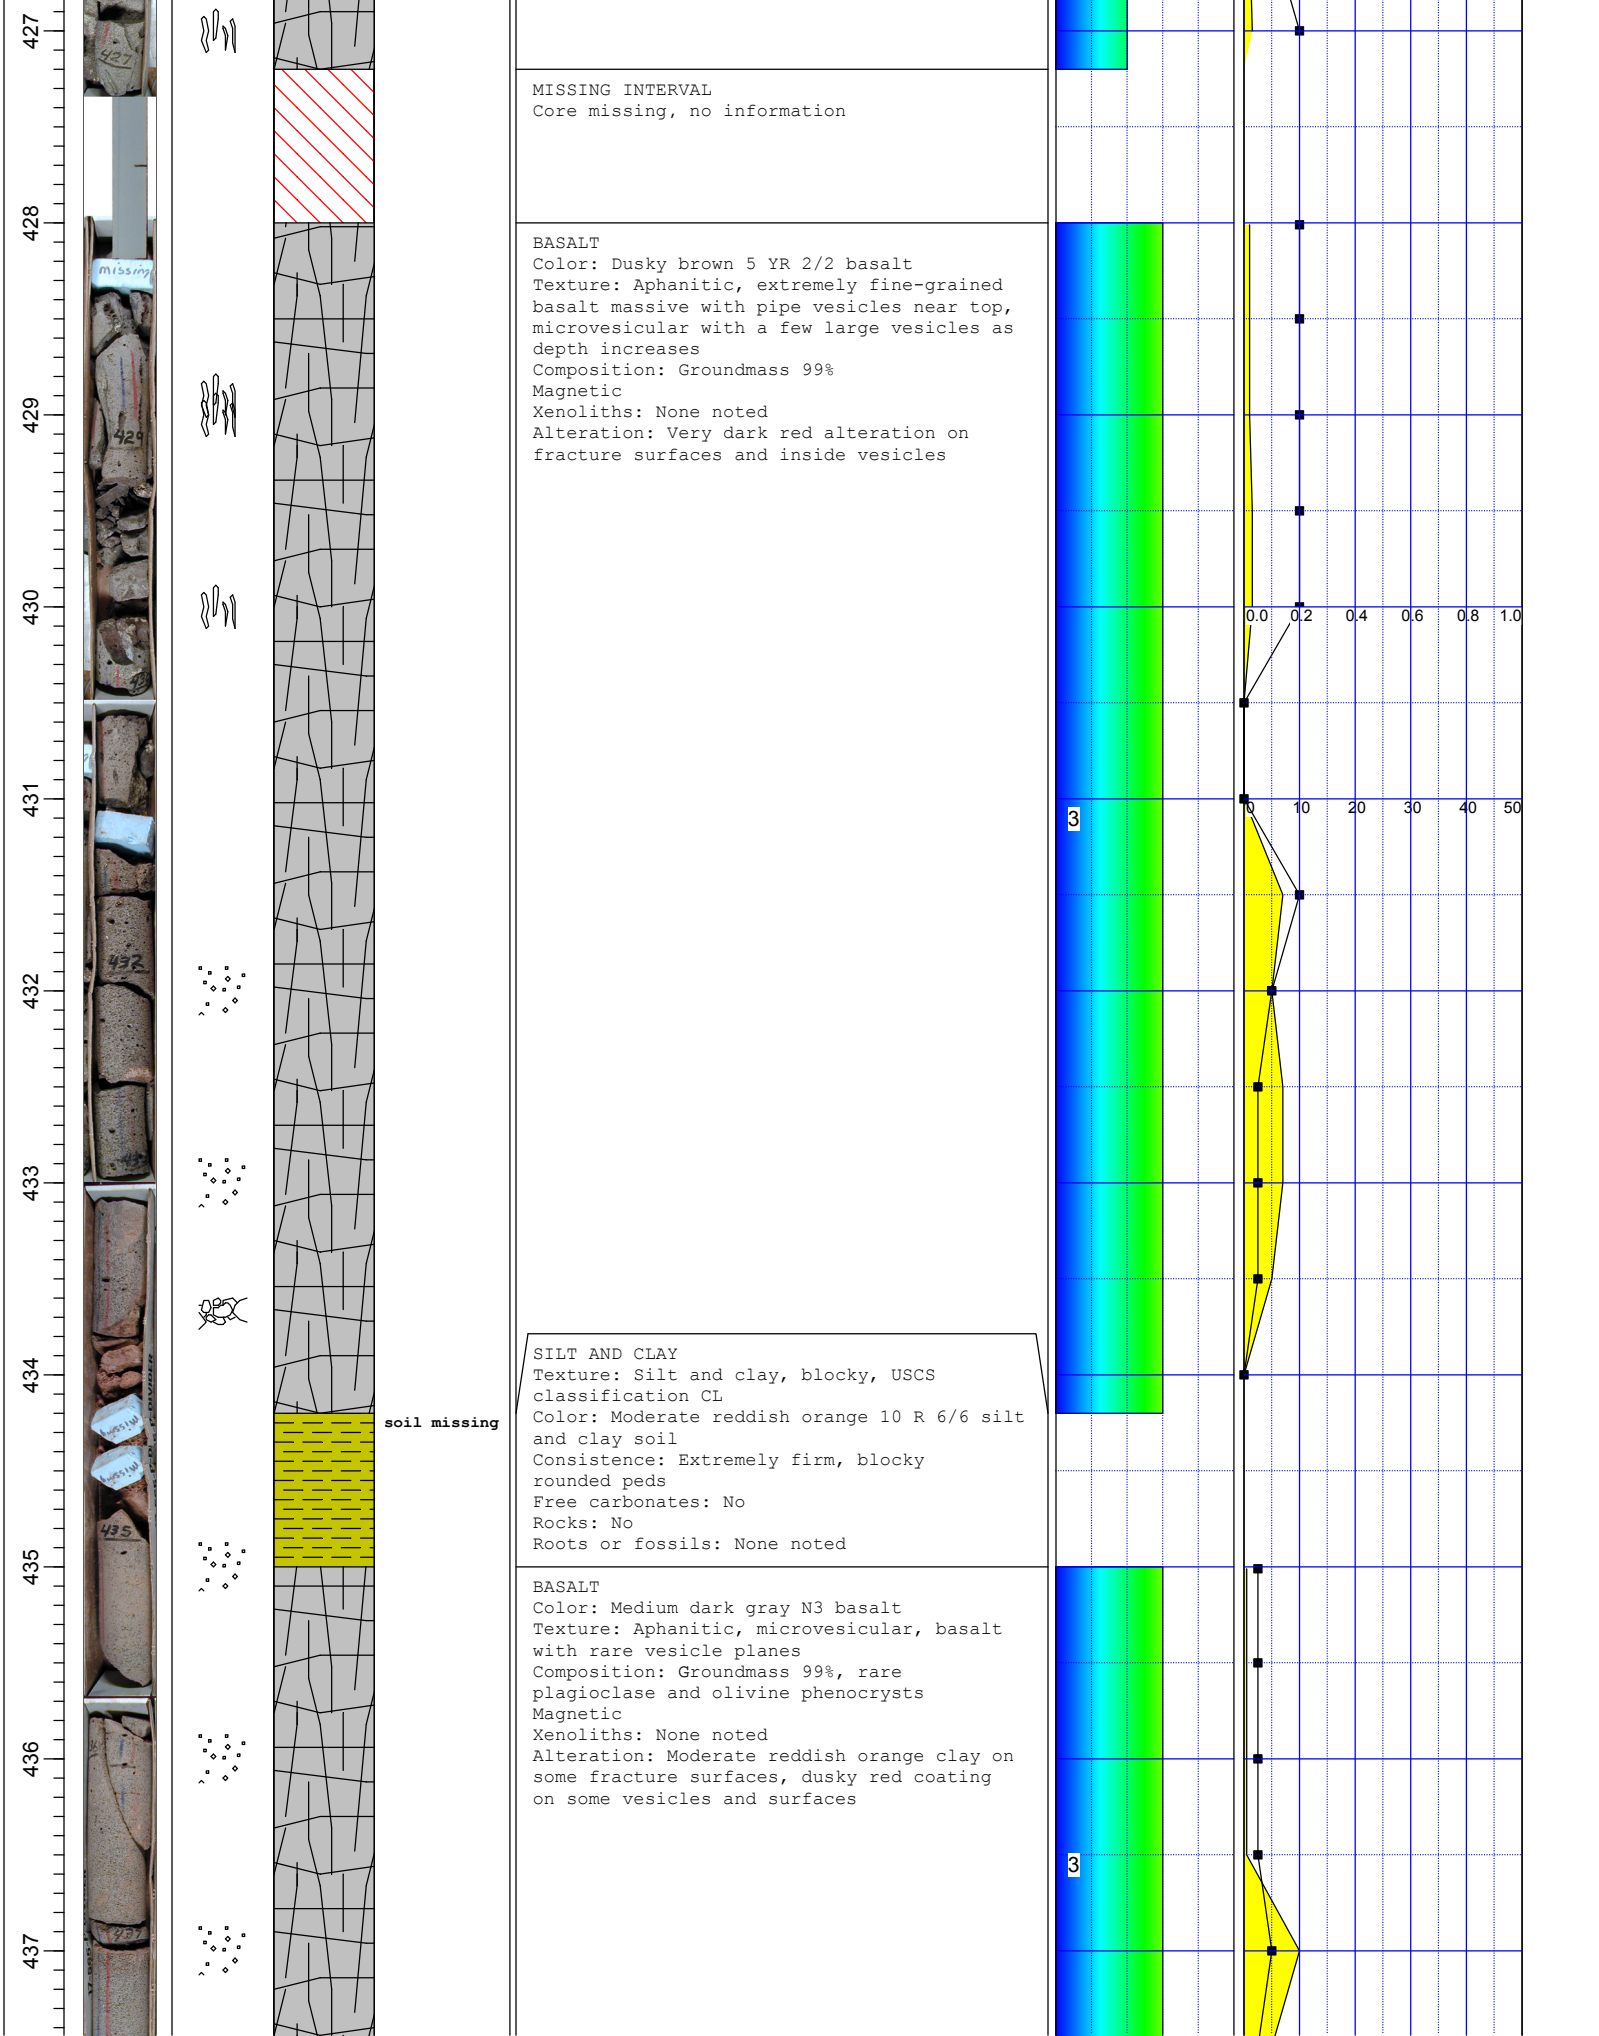 427
427
MISSING INTERVAL
Core missing, no information
428
missing
BASALT
Color: Dusky brown 5 YR 2/2 basalt
Texture: Aphanitic, extremely fine-grained
basalt massive with pipe vesicles near top,
microvesicular with a few large vesicles as
depth increases
Composition: Groundmass 99%
Magnetic
Xenoliths: None noted
Alteration: Very dark red alteration on
fracture surfaces and inside vesicles
429
429
430
0.0 0.2 0.4 0.6 0.8 1.0
431
3
0 10 20 30 40 50
432
432
433
434
missing
missing
DIVIDER
soil missing
SILT AND CLAY
Texture: Silt and clay, blocky, USCS
classification CL
Color: Moderate reddish orange 10 R 6/6 silt
and clay soil
Consistence: Extremely firm, blocky
rounded peds
Free carbonates: No
Rocks: No
Roots or fossils: None noted
435
435
BASALT
Color: Medium dark gray N3 basalt
Texture: Aphanitic, microvesicular, basalt
with rare vesicle planes
Composition: Groundmass 99%, rare
plagioclase and olivine phenocrysts
Magnetic
Xenoliths: None noted
Alteration: Moderate reddish orange clay on
some fracture surfaces, dusky red coating
on some vesicles and surfaces
436
3
437
437